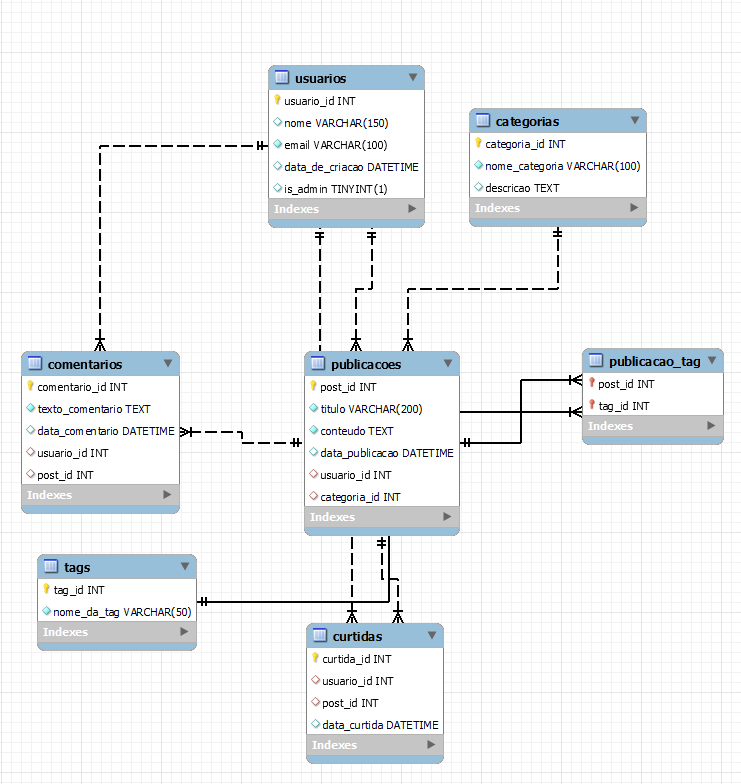 usuarios
usuario_id INT
nome VARCHAR(150)
email VARCHAR(100)
data_de_criacao DATETIME
is_admin TINYINT(1)
Indexes
categorias
categoria_id INT
nome_categoria VARCHAR(100)
descricao TEXT
Indexes
comentarios
comentario_id INT
texto_comentario TEXT
data_comentario DATETIME
usuario_id INT
post_id INT
Indexes
publicacoes
post_id INT
titulo VARCHAR(200)
conteudo TEXT
data_publicacao DATETIME
usuario_id INT
categoria_id INT
Indexes
publicacao_tag
post_id INT
tag_id INT
Indexes
tags
tag_id INT
nome_da_tag VARCHAR(50)
Indexes
curtidas
curtida_id INT
usuario_id INT
post_id INT
data_curtida DATETIME
Indexes